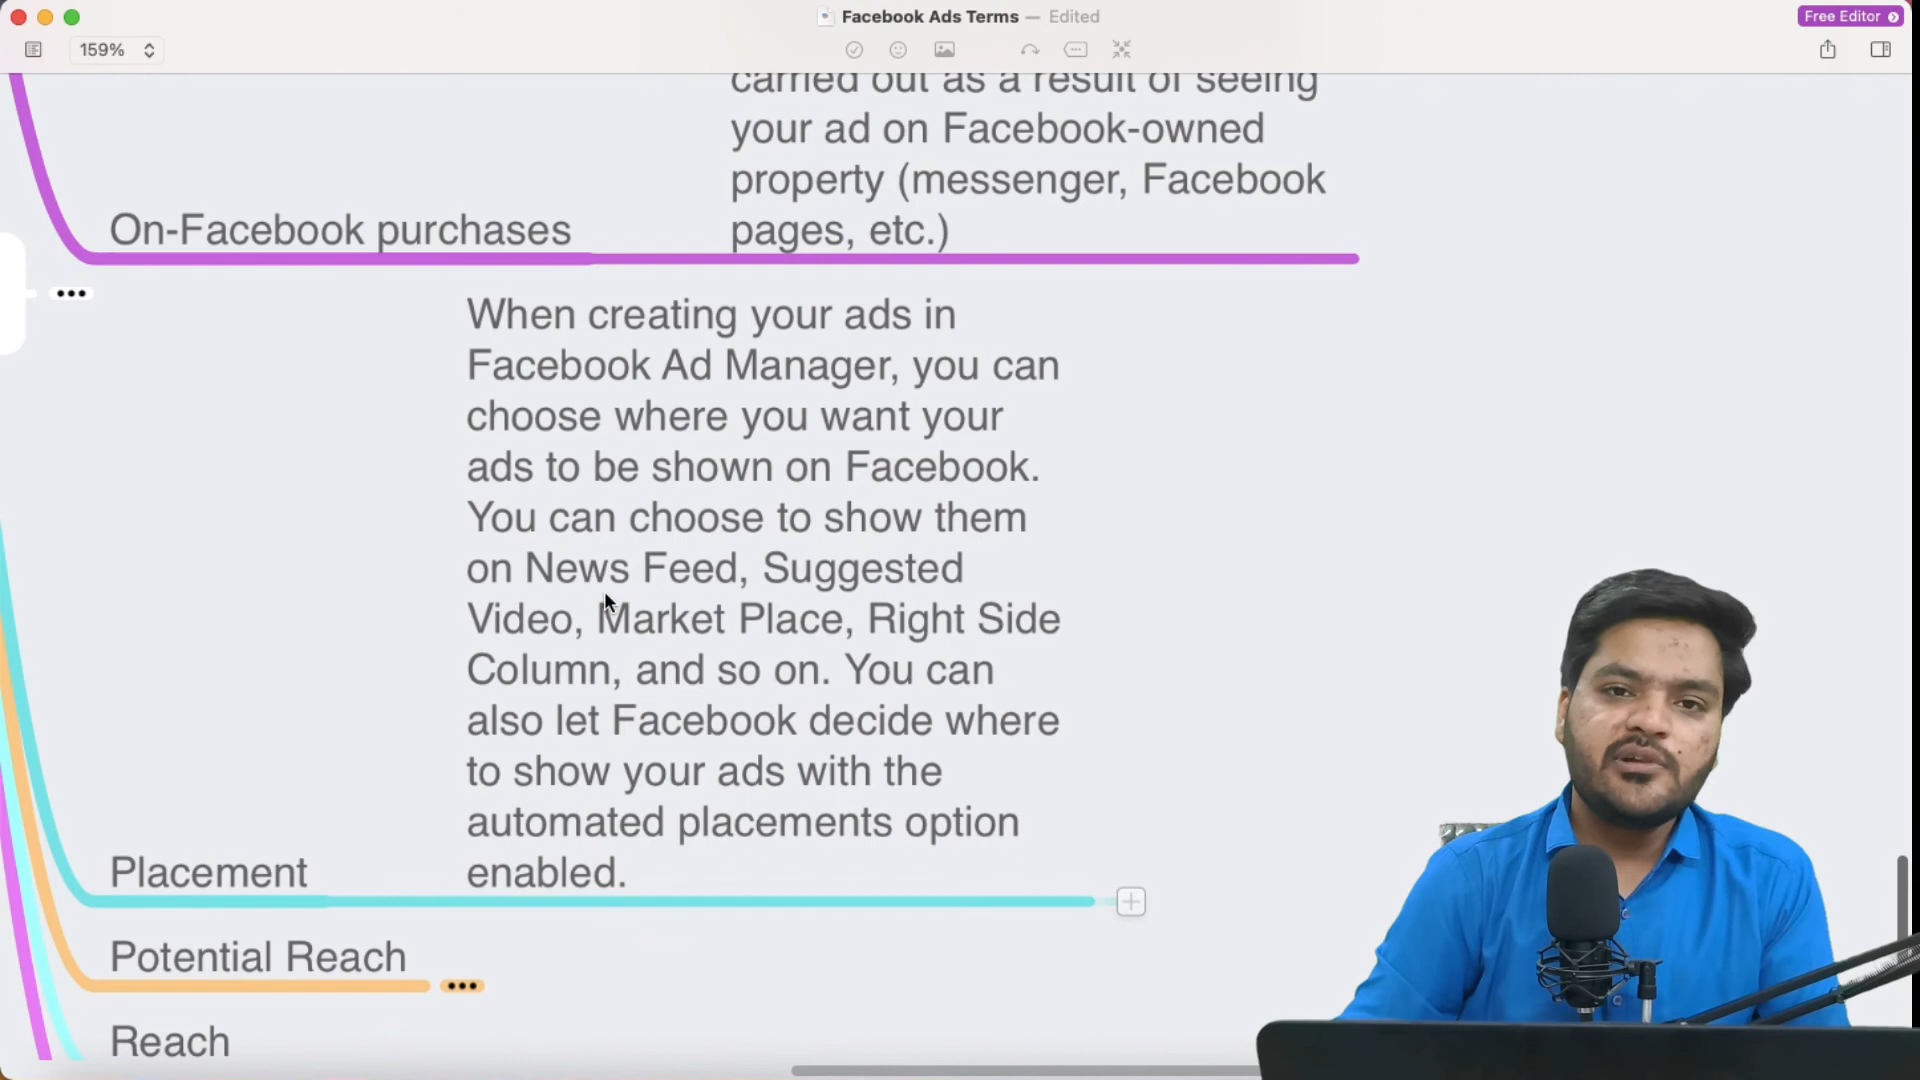 Facebook Ads Terms — Edited
Free Editor
159%
carried out as a result of seeing
your ad on Facebook-owned
property (messenger, Facebook
pages, etc.)
On-Facebook purchases
When creating your ads in
Facebook Ad Manager, you can
choose where you want your
ads to be shown on Facebook.
You can choose to show them
on News Feed, Suggested
Video, Market Place, Right Side
Column, and so on. You can
also let Facebook decide where
to show your ads with the
automated placements option
enabled.
Placement
Potential Reach
Reach